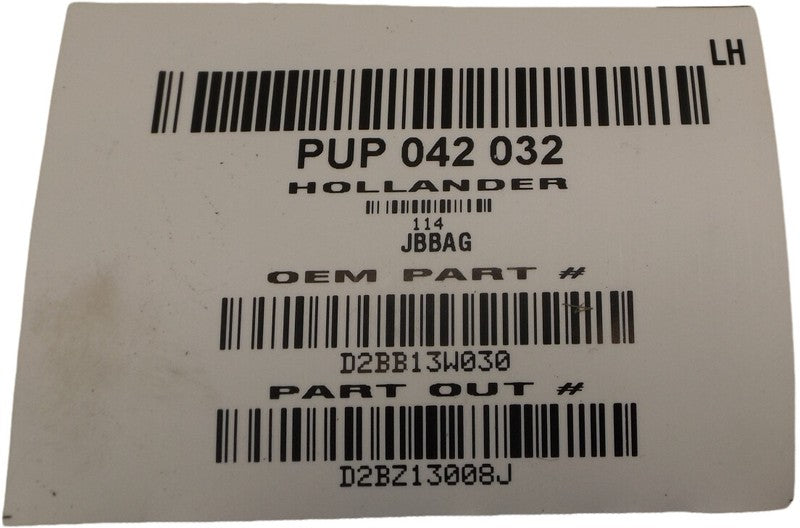 LH
PUP 042 032
HOLLANDER
114
JBBAG
OEM PART #
D2BB13W030
PART OUT #
D2BZ13008J